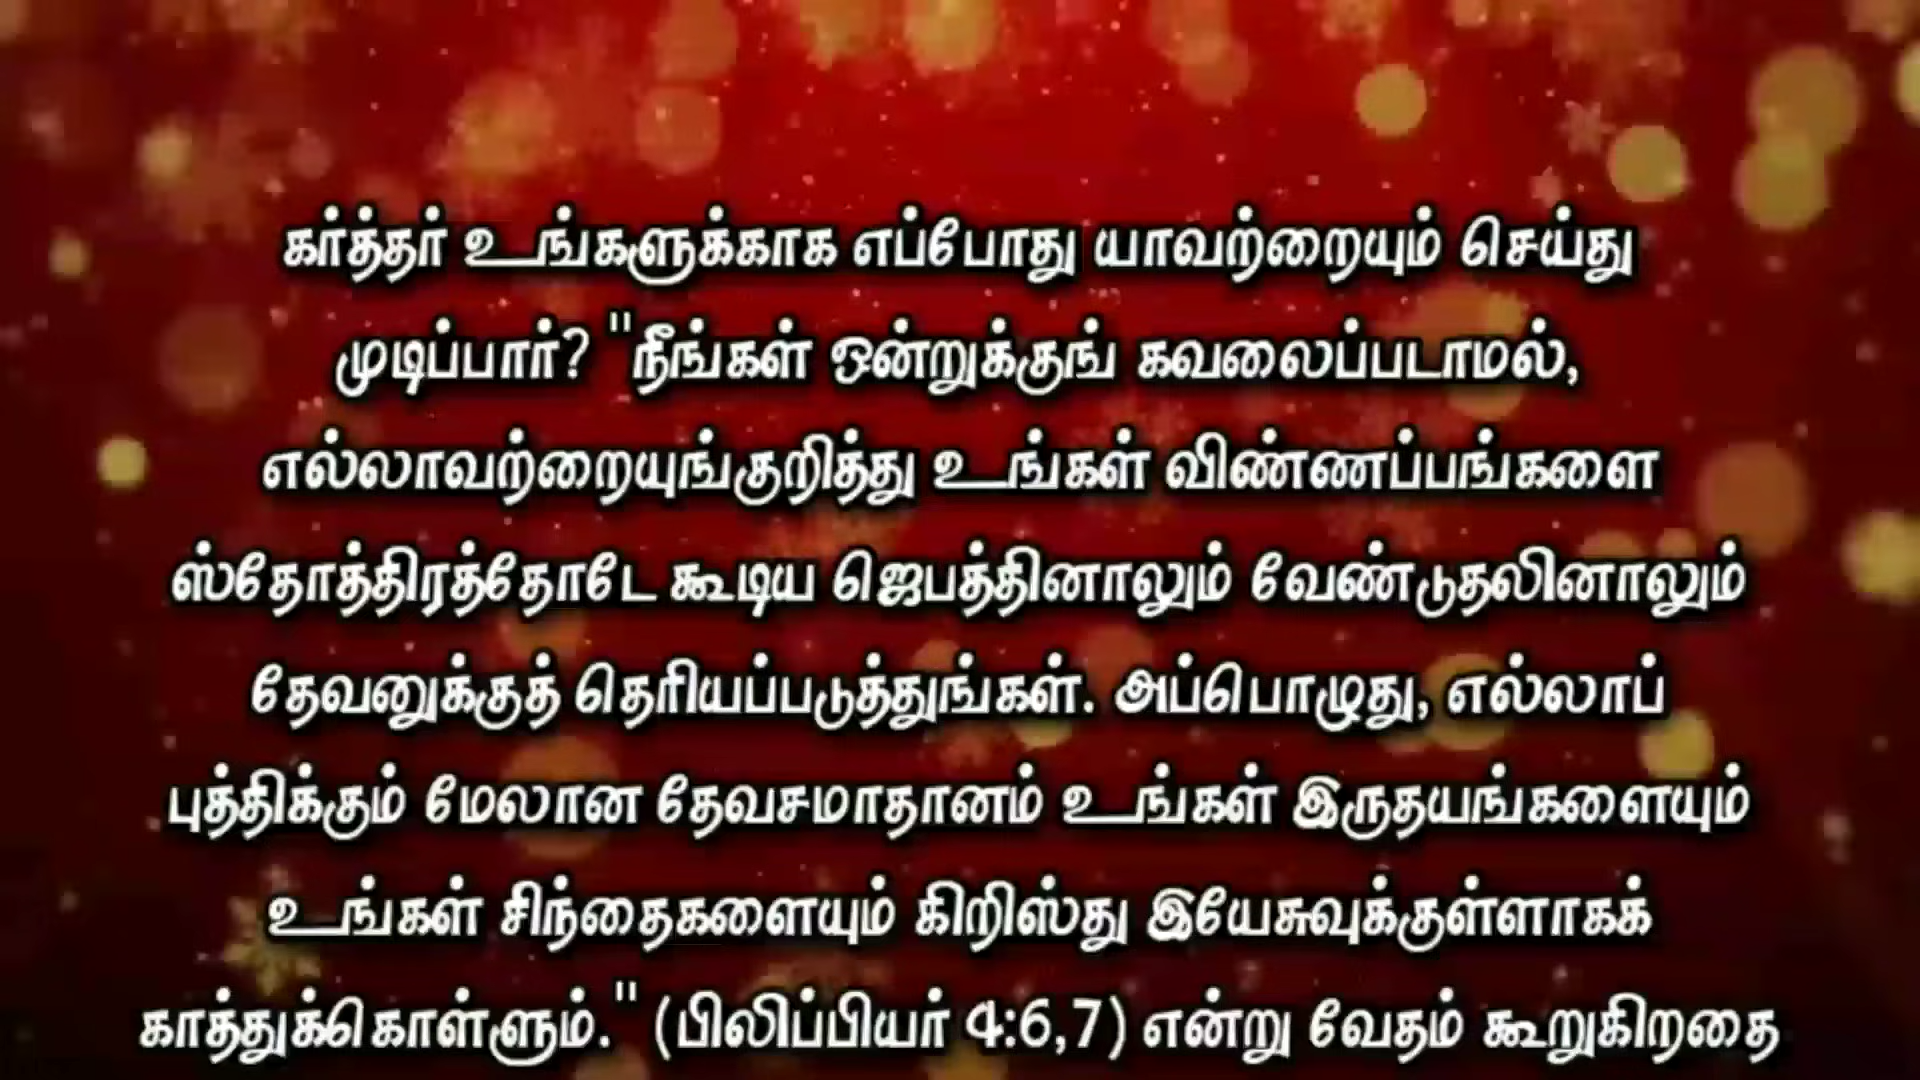 கர்த்தர் உங்களுக்காக எப்போது யாவற்றையும் செய்து
முடிப்பார்? "நீங்கள் ஒன்றுக்குங் கவலைப்படாமல்,
எல்லாவற்றையுங்குறித்து உங்கள் விண்ணப்பங்களை
ஸ்தோத்திரத்தோடே கூடிய ஜெபத்தினாலும் வேண்டுதலினாலும்
தேவனுக்குத் தெரியப்படுத்துங்கள். அப்பொழுது, எல்லாப்
புத்திக்கும் மேலான தேவசமாதானம் உங்கள் இருதயங்களையும்
உங்கள் சிந்தைகளையும் கிறிஸ்து இயேசுவுக்குள்ளாகக்
காத்துக்கொள்ளும்." (பிலிப்பியர் 4:6,7) என்று வேதம் கூறுகிறதை